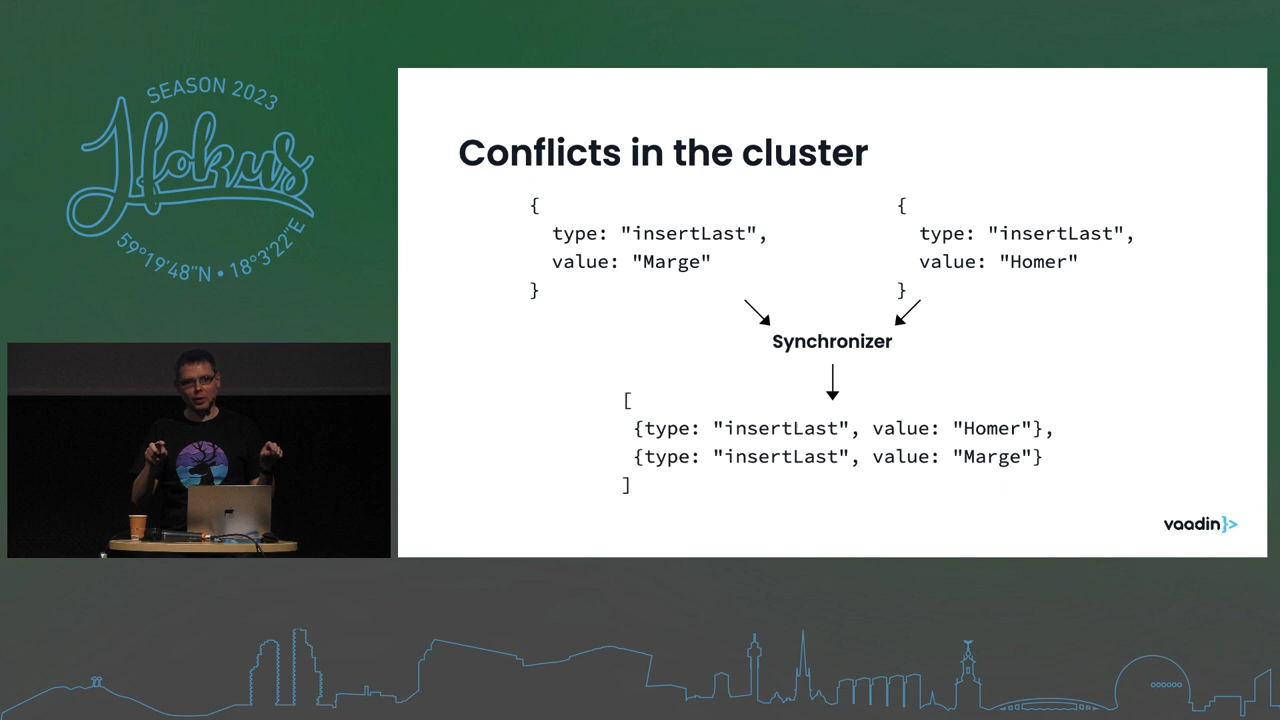 SEASON 2023
Hokus
59°19'48"N • 18°3'22"E
Conflicts in the cluster
{
type: "insertLast",
value: "Marge"
}
{
type: "insertLast",
value: "Homer"
}
Synchronizer
[
{type: "insertLast", value: "Homer"},
{type: "insertLast", value: "Marge"}
]
vaadin}>